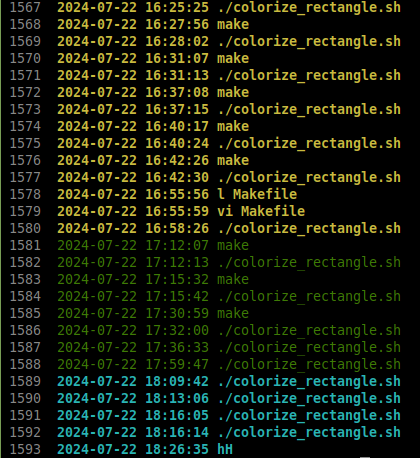 1567 2024-07-22 16:25:25 ./colorize_rectangle.sh
1568 2024-07-22 16:27:56 make
1569 2024-07-22 16:28:02 ./colorize_rectangle.sh
1570 2024-07-22 16:31:07 make
1571 2024-07-22 16:31:13 ./colorize_rectangle.sh
1572 2024-07-22 16:37:08 make
1573 2024-07-22 16:37:15 ./colorize_rectangle.sh
1574 2024-07-22 16:40:17 make
1575 2024-07-22 16:40:24 ./colorize_rectangle.sh
1576 2024-07-22 16:42:26 make
1577 2024-07-22 16:42:30 ./colorize_rectangle.sh
1578 2024-07-22 16:55:56 l Makefile
1579 2024-07-22 16:55:59 vi Makefile
1580 2024-07-22 16:58:26 ./colorize_rectangle.sh
1581 2024-07-22 17:12:07 make
1582 2024-07-22 17:12:13 ./colorize_rectangle.sh
1583 2024-07-22 17:15:32 make
1584 2024-07-22 17:15:42 ./colorize_rectangle.sh
1585 2024-07-22 17:30:59 make
1586 2024-07-22 17:32:00 ./colorize_rectangle.sh
1587 2024-07-22 17:36:33 ./colorize_rectangle.sh
1588 2024-07-22 17:59:47 ./colorize_rectangle.sh
1589 2024-07-22 18:09:42 ./colorize_rectangle.sh
1590 2024-07-22 18:13:06 ./colorize_rectangle.sh
1591 2024-07-22 18:16:05 ./colorize_rectangle.sh
1592 2024-07-22 18:16:14 ./colorize_rectangle.sh
1593 2024-07-22 18:26:35 hH